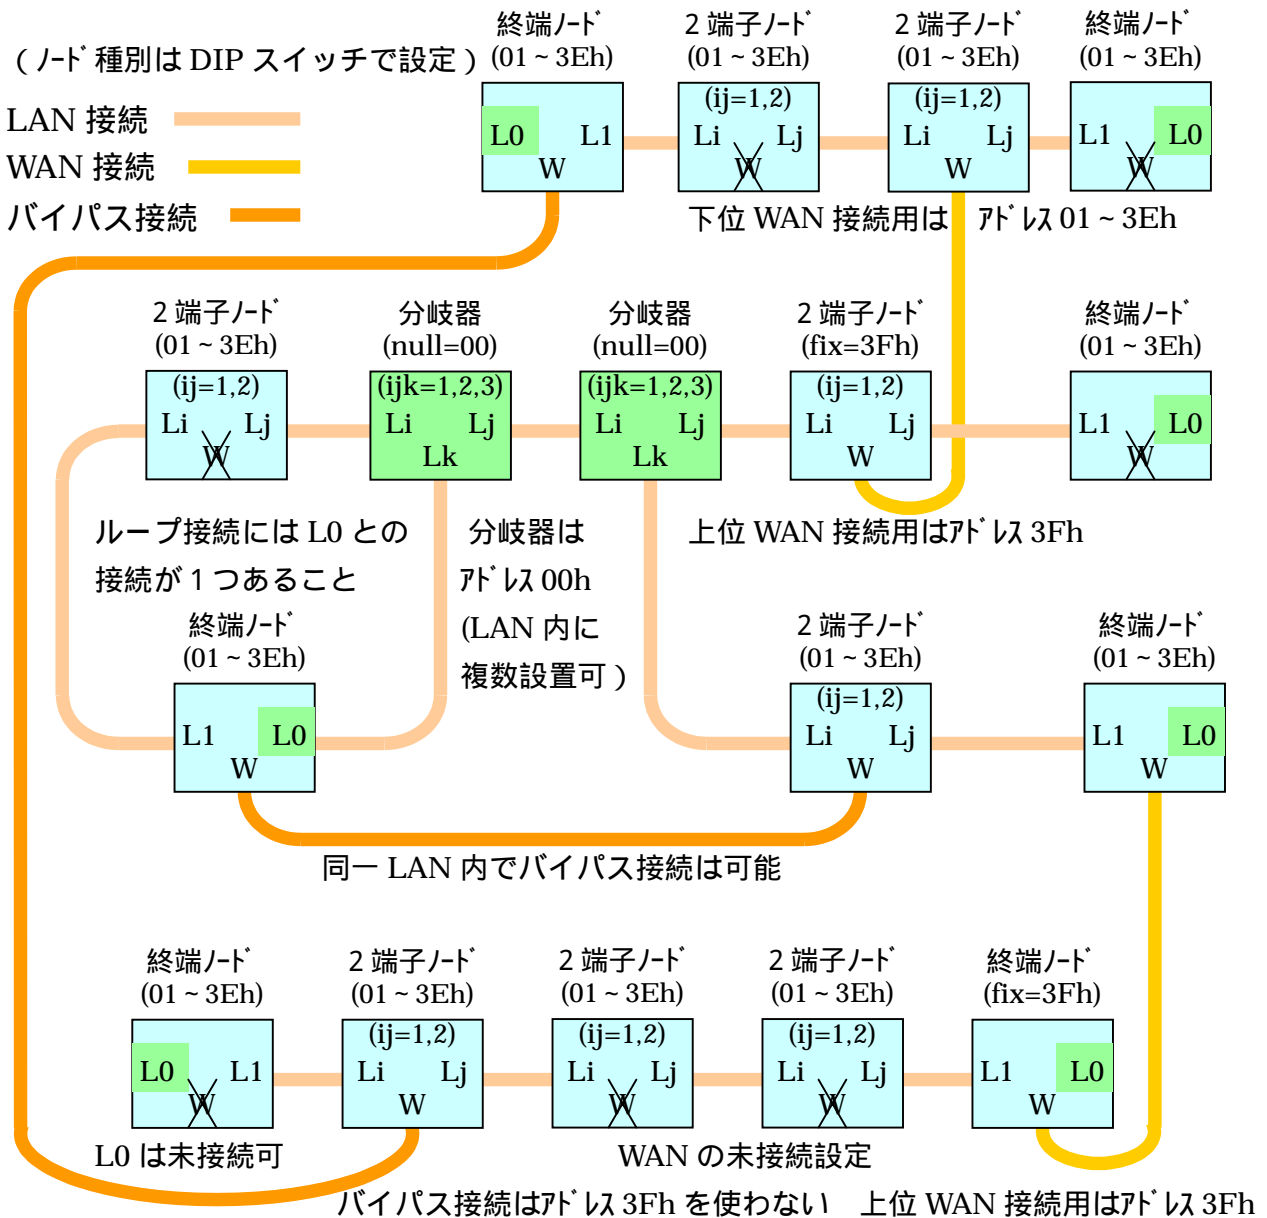 終端ノード 2 端子ノード 2 端子ノード 終端ノード
(ノード種別は DIP スイッチで設定) (01 ~ 3Eh) (01 ~ 3Eh) (01 ~ 3Eh) (01 ~ 3Eh)
(ij=1,2) (ij=1,2)
LAN 接続 L0 L1 Li Lj Li Lj L1 L0
WAN 接続 W W W W
バイパス接続 下位 WAN 接続用は アドレス 01 ~ 3Eh
2 端子ノード 分岐器 分岐器 2 端子ノード 終端ノード
(01 ~ 3Eh) (null=00) (null=00) (fix=3Fh) (01 ~ 3Eh)
(ij=1,2) (ijk=1,2,3) (ijk=1,2,3) (ij=1,2)
Li Lj Li Lj Li Lj Li Lj L1 L0
W Lk Lk W W
ループ接続には L0 との 分岐器は 上位 WAN 接続用はアドレス 3Fh
接続が 1 つあること アドレス 00h
終端ノード (LAN 内に 2 端子ノード 終端ノード
(01 ~ 3Eh) 複数設置可) (01 ~ 3Eh) (01 ~ 3Eh)
(ij=1,2)
L1 L0 Li Lj L1 L0
W W W
同一 LAN 内でバイパス接続は可能
終端ノード 2 端子ノード 2 端子ノード 2 端子ノード 終端ノード
(01 ~ 3Eh) (01 ~ 3Eh) (01 ~ 3Eh) (01 ~ 3Eh) (fix=3Fh)
(ij=1,2) (ij=1,2) (ij=1,2)
L0 L1 Li Lj Li Lj Li Lj L1 L0
W W W W W
L0 は未接続可 WAN の未接続設定
バイパス接続はアドレス 3Fh を使わない 上位 WAN 接続用はアドレス 3Fh